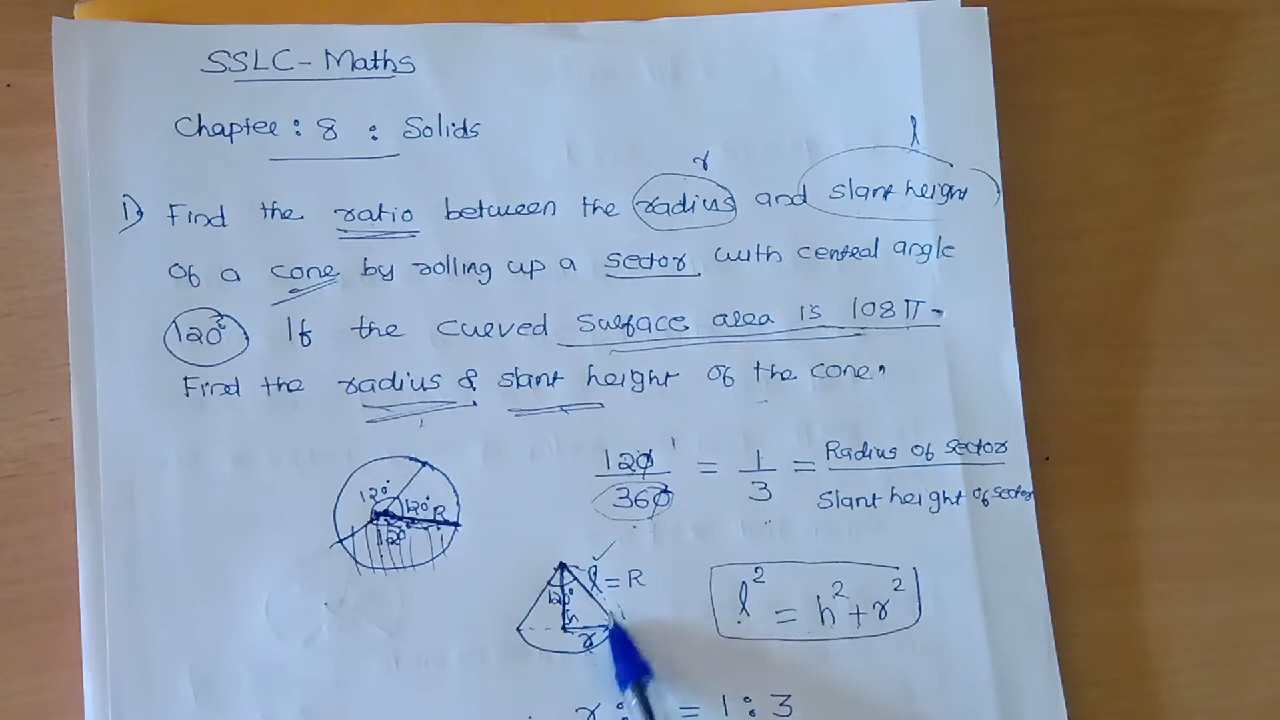 SSLC - Maths
Chapter : 8 : Solids
l
r
1) Find the ratio between the radius and slant height
of a cone by rolling up a sector with central angle
120° If the curved surface area is 108π.
Find the radius & slant height of the cone.
120/360 1 = 1/3 = Radius of sector/Slant height of sector
120° 120° R
120°
l = R
120°
h
r
l² = h² + r²
r : = 1 : 3